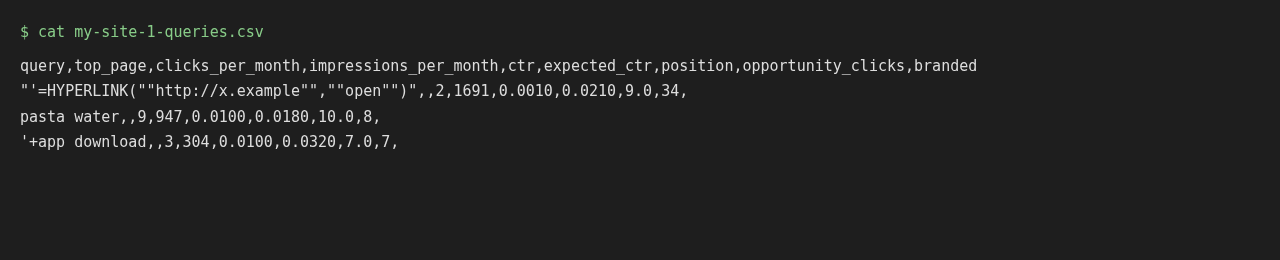 $ cat my-site-1-queries.csv
query,top_page,clicks_per_month,impressions_per_month,ctr,expected_ctr,position,opportunity_clicks,branded
"'=HYPERLINK(""http://x.example"",""open"")",,2,1691,0.0010,0.0210,9.0,34,
pasta water,,9,947,0.0100,0.0180,10.0,8,
'+app download,,3,304,0.0100,0.0320,7.0,7,